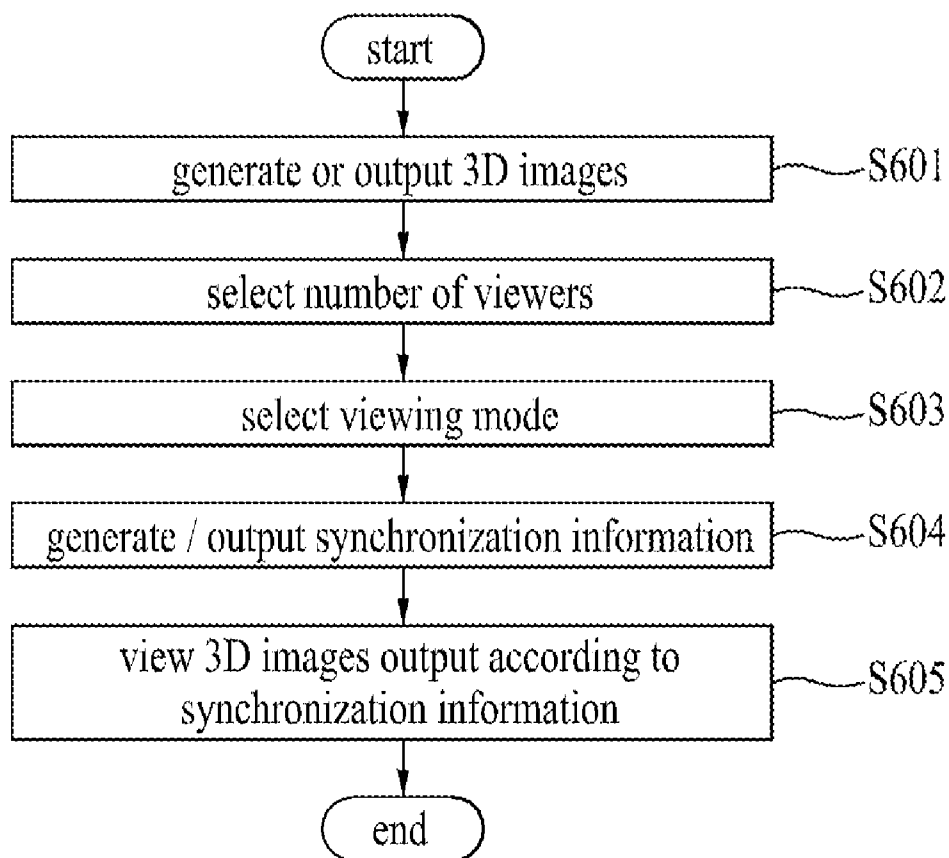 start
generate or output 3D images
S601
select number of viewers
S602
select viewing mode
S603
generate / output synchronization information
S604
view 3D images output according to
synchronization information
S605
end